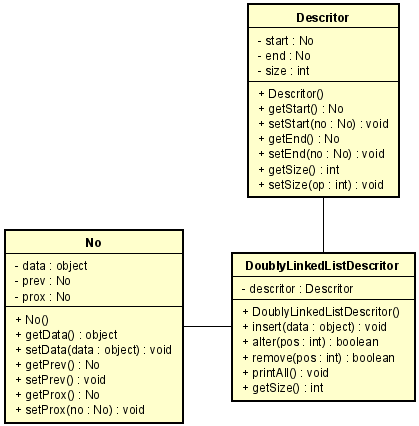 Descritor
- start : No
- end : No
- size : int
+ Descritor()
+ getStart() : No
+ setStart(no : No) : void
+ getEnd() : No
+ setEnd(no : No) : void
+ getSize() : int
+ setSize(op : int) : void
No
- data : object
- prev : No
- prox : No
+ No()
+ getData() : object
+ setData(data : object) : void
+ getPrev() : No
+ setPrev() : void
+ getProx() : No
+ setProx(no : No) : void
DoublyLinkedListDescritor
- descritor : Descritor
+ DoublyLinkedListDescritor()
+ insert(data : object) : void
+ alter(pos : int) : boolean
+ remove(pos : int) : boolean
+ printAll() : void
+ getSize() : int